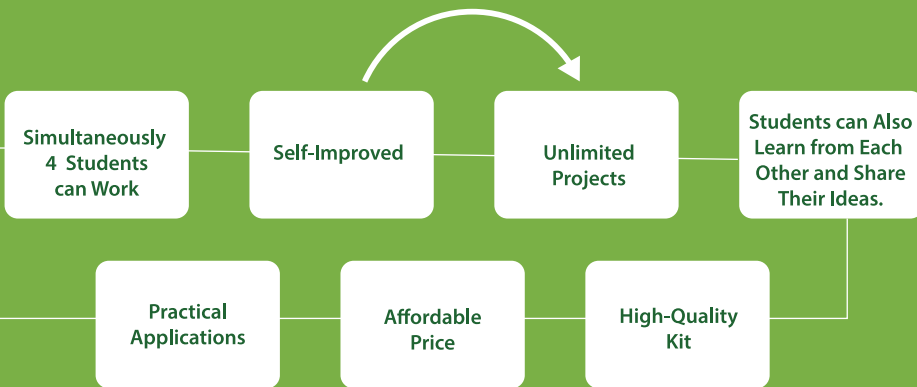 Simultaneously
4 Students
can Work
Self-Improved
Unlimited
Projects
Students can Also
Learn from Each
Other and Share
Their Ideas.
Practical
Applications
Affordable
Price
High-Quality
Kit